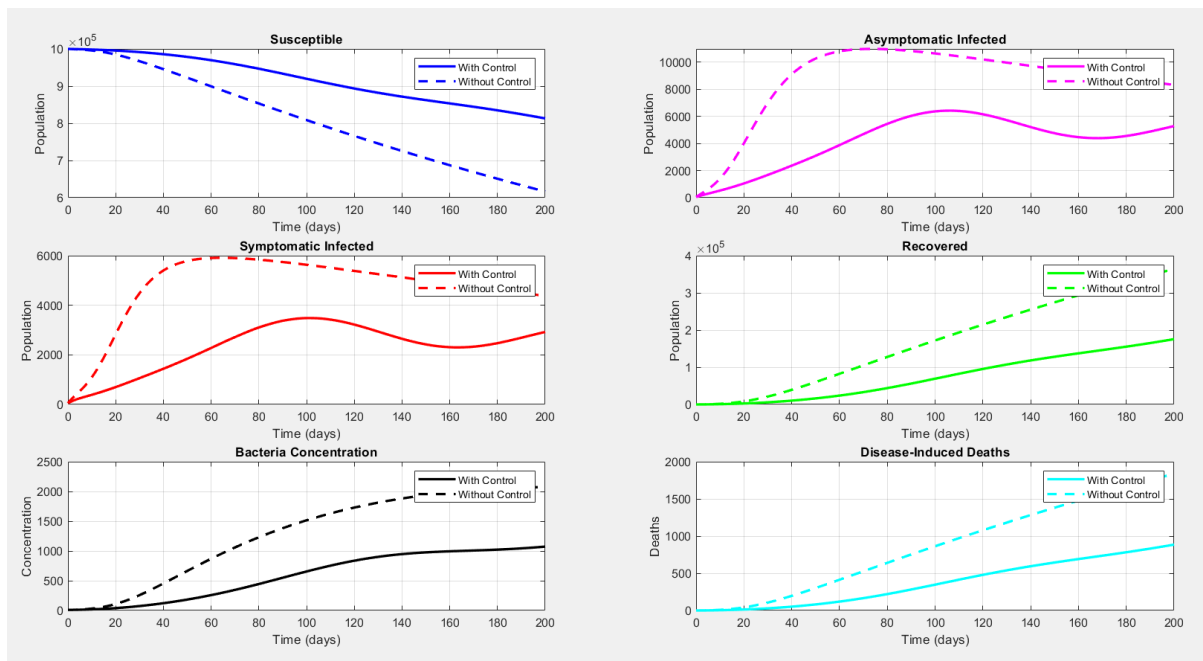 Susceptible
×10⁵
10
9
8
7
6
Population
0 20 40 60 80 100 120 140 160 180 200
Time (days)
With Control
Without Control
Asymptomatic Infected
10000
8000
6000
4000
2000
0
Population
0 20 40 60 80 100 120 140 160 180 200
Time (days)
With Control
Without Control
Symptomatic Infected
6000
4000
2000
0
Population
0 20 40 60 80 100 120 140 160 180 200
Time (days)
With Control
Without Control
Recovered
×10⁵
4
3
2
1
0
Population
0 20 40 60 80 100 120 140 160 180 200
Time (days)
With Control
Without Control
Bacteria Concentration
2500
2000
1500
1000
500
0
Concentration
0 20 40 60 80 100 120 140 160 180 200
Time (days)
With Control
Without Control
Disease-Induced Deaths
2000
1500
1000
500
0
Deaths
0 20 40 60 80 100 120 140 160 180 200
Time (days)
With Control
Without Control